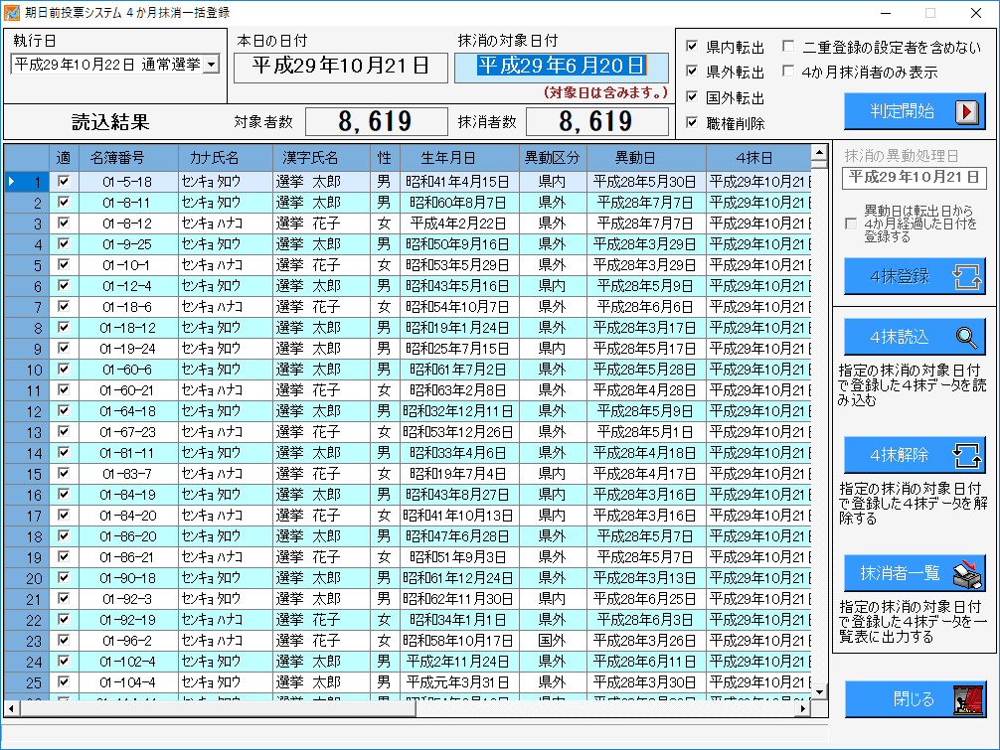 期日前投票システム 4か月抹消一括登録
執行日
平成29年10月22日 通常選挙
本日の日付
平成29年10月21日
抹消の対象日付
平成29年6月20日
(対象日は含みます。)
読込結果
対象者数 8,619 抹消者数 8,619
県内転出
県外転出
国外転出
職権削除
二重登録の設定者を含めない
4か月抹消者のみ表示
判定開始
適 名簿番号 カナ氏名 漢字氏名 性 生年月日 異動区分 異動日 4抹日
1 01-5-18 センキョ タロウ 選挙 太郎 男 昭和41年4月15日 県内 平成28年5月30日 平成29年10月21日
2 01-8-11 センキョ タロウ 選挙 太郎 男 昭和60年8月7日 県外 平成28年7月7日 平成29年10月21日
3 01-8-12 センキョ ハナコ 選挙 花子 女 平成4年2月22日 県外 平成28年7月7日 平成29年10月21日
4 01-9-25 センキョ タロウ 選挙 太郎 男 昭和50年9月16日 県外 平成28年3月29日 平成29年10月21日
5 01-10-1 センキョ ハナコ 選挙 花子 女 昭和53年5月29日 県外 平成28年3月29日 平成29年10月21日
6 01-12-4 センキョ タロウ 選挙 太郎 男 昭和43年5月16日 県内 平成28年5月9日 平成29年10月21日
7 01-18-6 センキョ ハナコ 選挙 花子 女 昭和54年10月7日 県外 平成28年6月6日 平成29年10月21日
8 01-18-12 センキョ タロウ 選挙 太郎 男 昭和19年1月24日 県外 平成28年3月17日 平成29年10月21日
9 01-19-24 センキョ タロウ 選挙 太郎 男 昭和25年7月15日 県内 平成28年5月17日 平成29年10月21日
10 01-60-6 センキョ タロウ 選挙 太郎 男 昭和61年7月2日 県外 平成28年5月9日 平成29年10月21日
11 01-60-21 センキョ ハナコ 選挙 花子 女 昭和63年2月8日 県外 平成28年4月28日 平成29年10月21日
12 01-64-18 センキョ タロウ 選挙 太郎 男 昭和32年12月11日 県外 平成28年5月9日 平成29年10月21日
13 01-67-23 センキョ ハナコ 選挙 花子 女 昭和53年12月26日 県外 平成28年5月1日 平成29年10月21日
14 01-81-11 センキョ タロウ 選挙 太郎 男 昭和33年4月6日 県外 平成28年4月18日 平成29年10月21日
15 01-83-7 センキョ ハナコ 選挙 花子 女 昭和19年7月4日 県内 平成28年4月17日 平成29年10月21日
16 01-84-19 センキョ タロウ 選挙 太郎 男 昭和43年8月27日 県内 平成28年3月16日 平成29年10月21日
17 01-84-20 センキョ ハナコ 選挙 花子 女 昭和41年10月13日 県内 平成28年3月16日 平成29年10月21日
18 01-86-20 センキョ タロウ 選挙 太郎 男 昭和47年6月28日 県外 平成28年5月7日 平成29年10月21日
19 01-86-21 センキョ ハナコ 選挙 花子 女 昭和51年9月3日 県外 平成28年5月7日 平成29年10月21日
20 01-90-18 センキョ タロウ 選挙 太郎 男 昭和61年12月24日 県外 平成28年3月13日 平成29年10月21日
21 01-92-3 センキョ タロウ 選挙 太郎 男 昭和62年11月30日 県内 平成28年6月25日 平成29年10月21日
22 01-92-19 センキョ ハナコ 選挙 花子 女 昭和34年1月1日 県外 平成28年6月3日 平成29年10月21日
23 01-96-2 センキョ ハナコ 選挙 花子 女 昭和58年10月17日 国外 平成28年3月26日 平成29年10月21日
24 01-102-4 センキョ タロウ 選挙 太郎 男 平成2年11月24日 県外 平成28年6月11日 平成29年10月21日
25 01-104-4 センキョ タロウ 選挙 太郎 男 平成元年3月31日 県外 平成28年3月30日 平成29年10月21日
抹消の異動処理日
平成29年10月21日
異動日は転出日から
4か月経過した日付を
登録する
4抹登録
4抹読込
指定の抹消の対象日付
で登録した4抹データを読
み込む
4抹解除
指定の抹消の対象日付
で登録した4抹データを解
除する
抹消者一覧
指定の抹消の対象日付
で登録した4抹データを一
覧表に出力する
閉じる